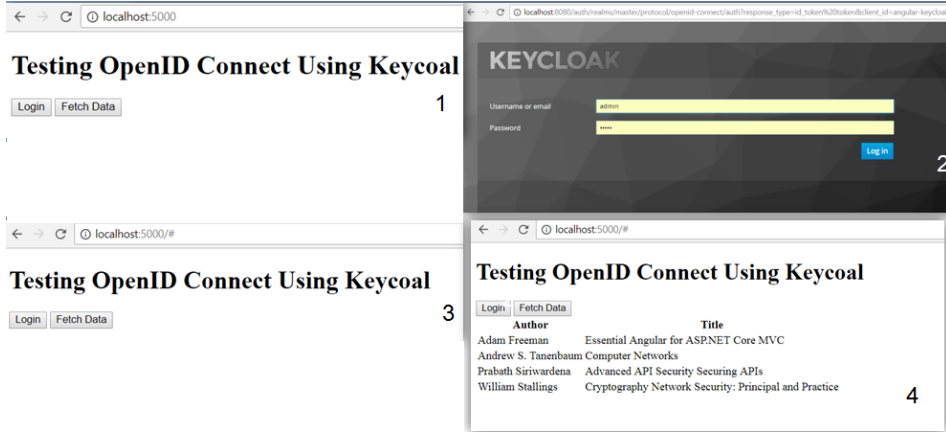 localhost:5000
Testing OpenID Connect Using Keycoal
Login Fetch Data
1
localhost:8080/auth/realms/master/protocol/openid-connect/auth?response_type=id_token%20token&client_id=angular-keycloa
KEYCLOAK
Username or email admin
Password •••••
Log in
2
localhost:5000/#
Testing OpenID Connect Using Keycoal
Login Fetch Data
3
localhost:5000/#
Testing OpenID Connect Using Keycoal
Login Fetch Data
Author Title
Adam Freeman Essential Angular for ASP.NET Core MVC
Andrew S. Tanenbaum Computer Networks
Prabath Siriwardena Advanced API Security Securing APIs
William Stallings Cryptography Network Security: Principal and Practice
4